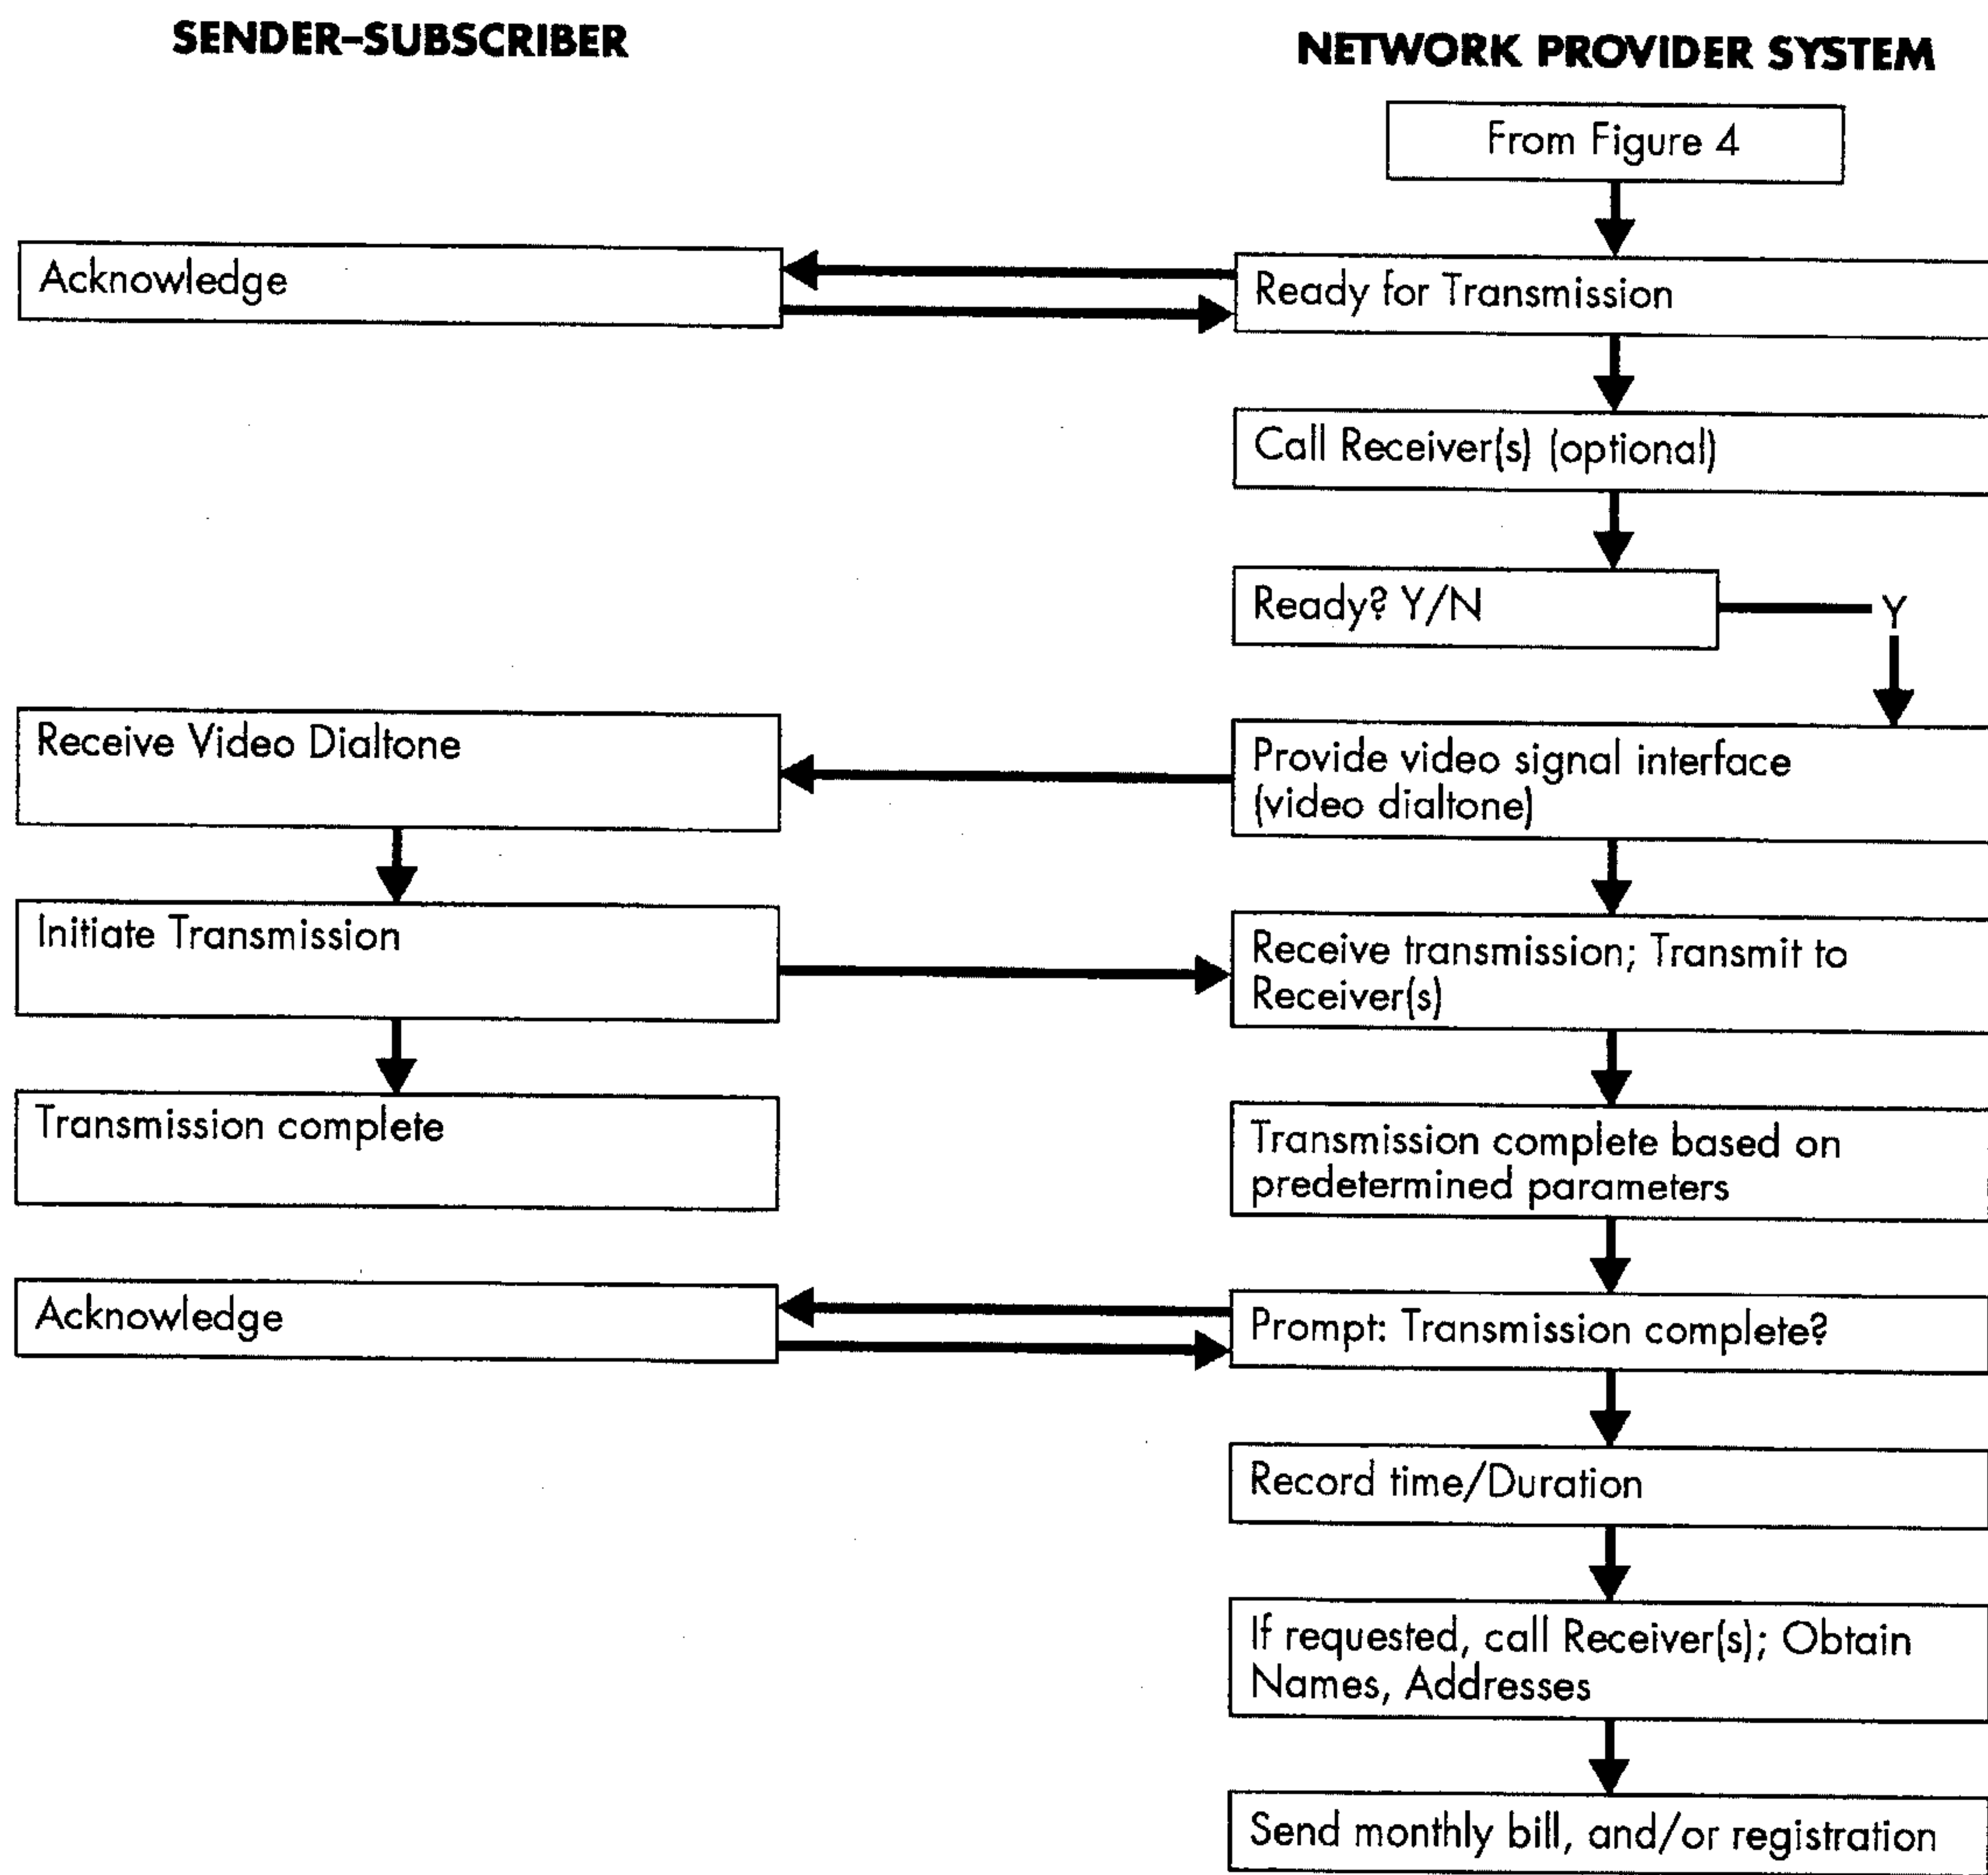 SENDER-SUBSCRIBER
NETWORK PROVIDER SYSTEM
From Figure 4
Acknowledge
Ready for Transmission
Call Receiver(s) (optional)
Ready? Y/N
Y
Receive Video Dialtone
Provide video signal interface
(video dialtone)
Initiate Transmission
Receive transmission; Transmit to
Receiver(s)
Transmission complete
Transmission complete based on
predetermined parameters
Acknowledge
Prompt: Transmission complete?
Record time/Duration
If requested, call Receiver(s); Obtain
Names, Addresses
Send monthly bill, and/or registration